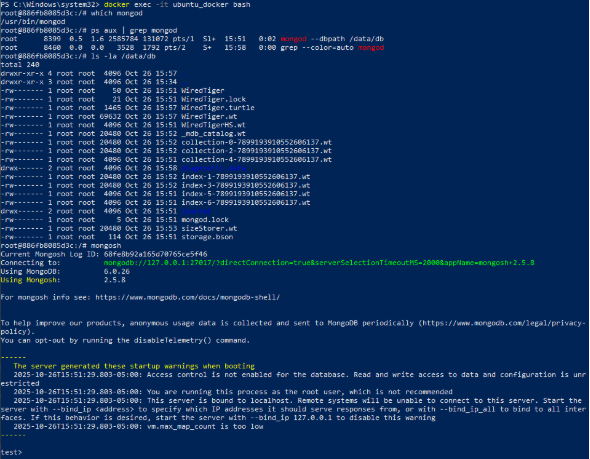 PS C:\Windows\system32> docker exec -it ubuntu_docker bash
root@886fb8085d3c:/# which mongod
/usr/bin/mongod
root@886fb8085d3c:/# ps aux | grep mongod
root 8399 0.5 1.6 2585784 131072 pts/1 Sl+ 15:51 0:02 mongod --dbpath /data/db
root 8460 0.0 0.0 3528 1792 pts/2 S+ 15:58 0:00 grep --color=auto mongod
root@886fb8085d3c:/# ls -la /data/db
total 240
drwxr-xr-x 4 root root 4096 Oct 26 15:57
drwxr-xr-x 3 root root 4096 Oct 26 15:34
-rw------- 1 root root 50 Oct 26 15:51 WiredTiger
-rw------- 1 root root 21 Oct 26 15:51 WiredTiger.lock
-rw------- 1 root root 1465 Oct 26 15:57 WiredTiger.turtle
-rw------- 1 root root 69632 Oct 26 15:57 WiredTiger.wt
-rw------- 1 root root 4096 Oct 26 15:51 WiredTigerHS.wt
-rw------- 1 root root 20480 Oct 26 15:52 _mdb_catalog.wt
-rw------- 1 root root 20480 Oct 26 15:52 collection-0-7899193910552606137.wt
-rw------- 1 root root 20480 Oct 26 15:52 collection-2-7899193910552606137.wt
-rw------- 1 root root 4096 Oct 26 15:51 collection-4-7899193910552606137.wt
drwx------ 2 root root 4096 Oct 26 15:58
-rw------- 1 root root 20480 Oct 26 15:52 index-1-7899193910552606137.wt
-rw------- 1 root root 20480 Oct 26 15:52 index-3-7899193910552606137.wt
-rw------- 1 root root 4096 Oct 26 15:51 index-5-7899193910552606137.wt
-rw------- 1 root root 4096 Oct 26 15:51 index-6-7899193910552606137.wt
drwx------ 2 root root 4096 Oct 26 15:51
-rw------- 1 root root 5 Oct 26 15:51 mongod.lock
-rw------- 1 root root 20480 Oct 26 15:53 sizeStorer.wt
-rw------- 1 root root 114 Oct 26 15:51 storage.bson
root@886fb8085d3c:/# mongosh
Current Mongosh Log ID: 68fe8b92a165d70765ce5f46
Connecting to: mongodb://127.0.0.1:27017/?directConnection=true&serverSelectionTimeoutMS=2000&appName=mongosh+2.5.8
Using MongoDB: 6.0.26
Using Mongosh: 2.5.8
For mongosh info see: https://www.mongodb.com/docs/mongodb-shell/
To help improve our products, anonymous usage data is collected and sent to MongoDB periodically (https://www.mongodb.com/legal/privacy-
policy).
You can opt-out by running the disableTelemetry() command.
------
The server generated these startup warnings when booting
2025-10-26T15:51:29.803-05:00: Access control is not enabled for the database. Read and write access to data and configuration is unr
estricted
2025-10-26T15:51:29.803-05:00: You are running this process as the root user, which is not recommended
2025-10-26T15:51:29.803-05:00: This server is bound to localhost. Remote systems will be unable to connect to this server. Start the
server with --bind_ip <address> to specify which IP addresses it should serve responses from, or with --bind_ip_all to bind to all inter
faces. If this behavior is desired, start the server with --bind_ip 127.0.0.1 to disable this warning
2025-10-26T15:51:29.803-05:00: vm.max_map_count is too low
------
test>